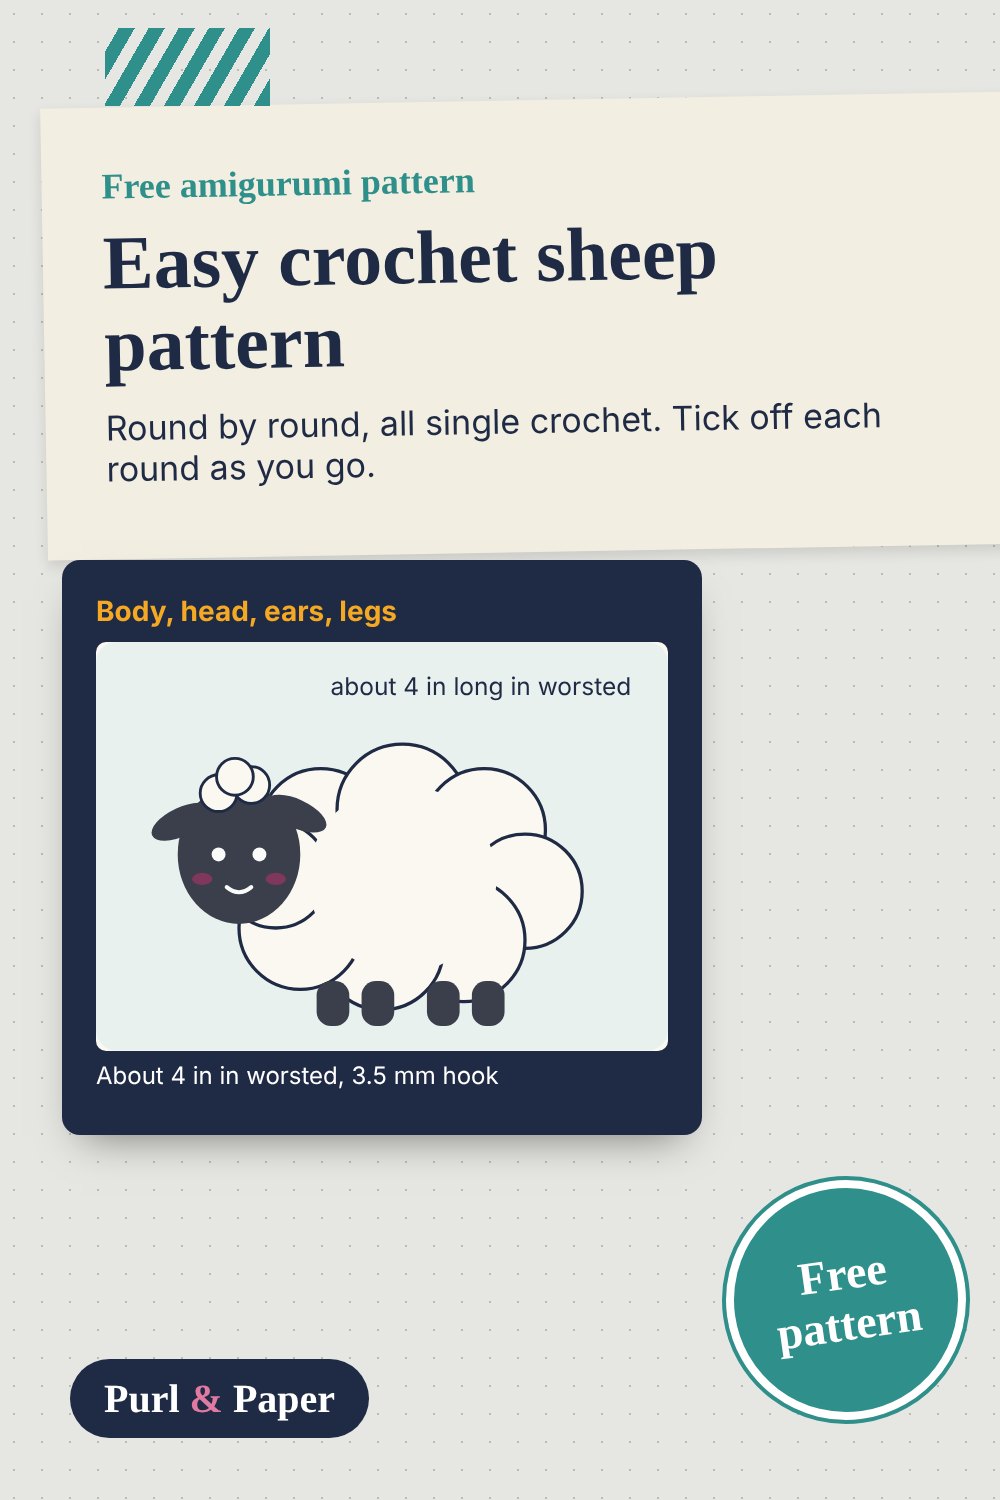 Free amigurumi pattern
Easy crochet sheep
pattern
Round by round, all single crochet. Tick off each
round as you go.
Body, head, ears, legs
about 4 in long in worsted
About 4 in in worsted, 3.5 mm hook
Free
pattern
Purl & Paper